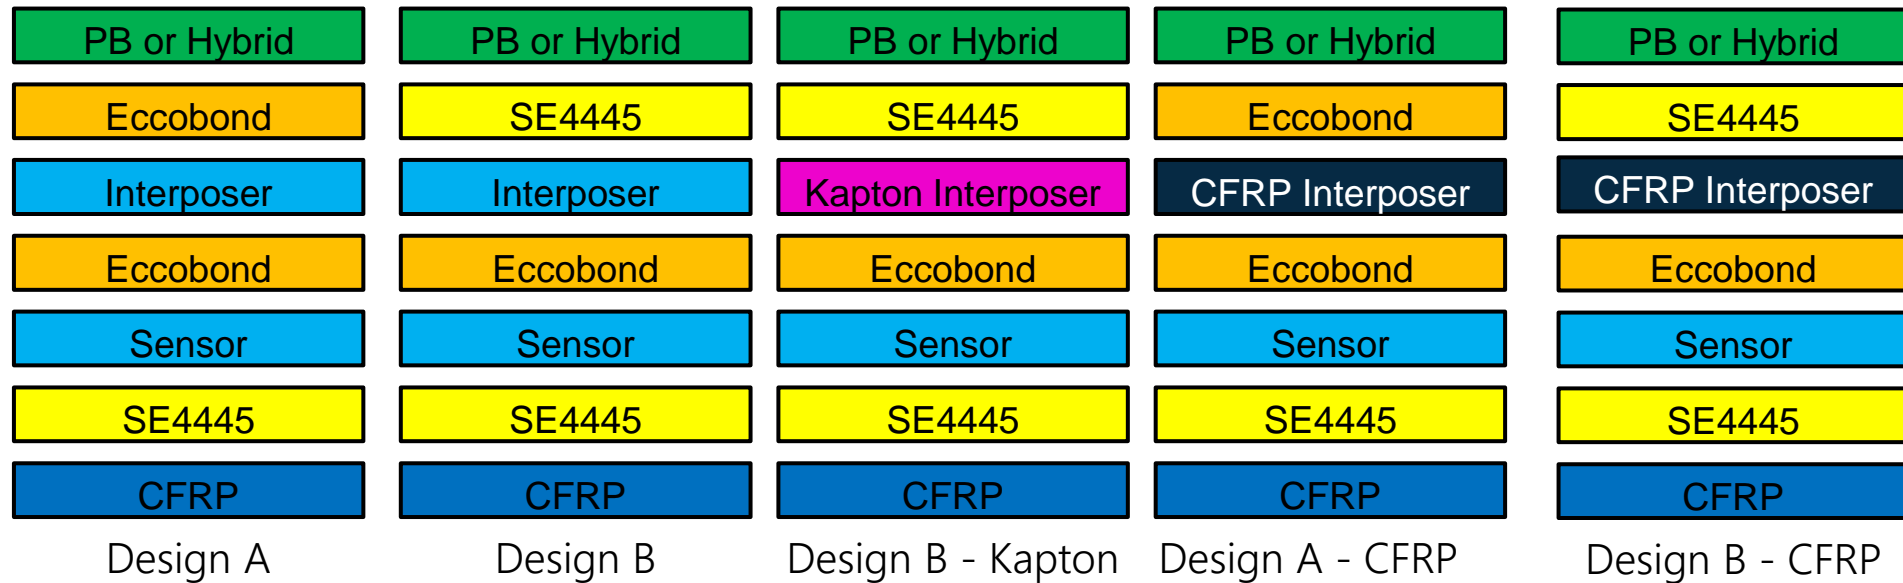 PB or Hybrid PB or Hybrid PB or Hybrid PB or Hybrid PB or Hybrid
Eccobond SE4445 SE4445 Eccobond SE4445
Interposer Interposer Kapton Interposer CFRP Interposer CFRP Interposer
Eccobond Eccobond Eccobond Eccobond Eccobond
Sensor Sensor Sensor Sensor Sensor
SE4445 SE4445 SE4445 SE4445 SE4445
CFRP CFRP CFRP CFRP CFRP
Design A Design B Design B - Kapton Design A - CFRP Design B - CFRP